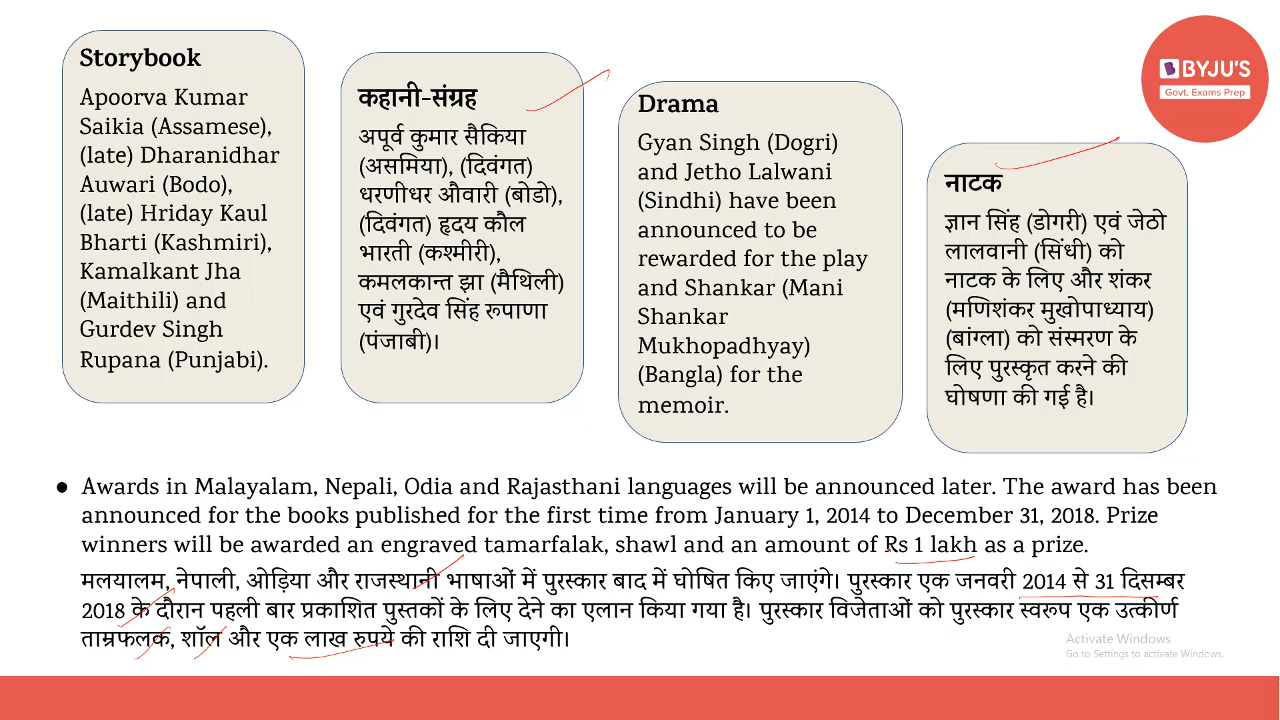 Storybook
Apoorva Kumar
Saikia (Assamese),
(late) Dharanidhar
Auwari (Bodo),
(late) Hriday Kaul
Bharti (Kashmiri),
Kamalkant Jha
(Maithili) and
Gurdev Singh
Rupana (Punjabi).
कहानी-संग्रह
अपूर्व कुमार सैकिया
(असमिया), (दिवंगत)
धरणीधर औवारी (बोडो),
(दिवंगत) हृदय कौल
भारती (कश्मीरी),
कमलकान्त झा (मैथिली)
एवं गुरदेव सिंह रूपाणा
(पंजाबी)।
Drama
Gyan Singh (Dogri)
and Jetho Lalwani
(Sindhi) have been
announced to be
rewarded for the play
and Shankar (Mani
Shankar
Mukhopadhyay)
(Bangla) for the
memoir.
नाटक
ज्ञान सिंह (डोगरी) एवं जेठो
लालवानी (सिंधी) को
नाटक के लिए और शंकर
(मणिशंकर मुखोपाध्याय)
(बांग्ला) को संस्मरण के
लिए पुरस्कृत करने की
घोषणा की गई है।
BYJU'S
Govt. Exams Prep
● Awards in Malayalam, Nepali, Odia and Rajasthani languages will be announced later. The award has been
announced for the books published for the first time from January 1, 2014 to December 31, 2018. Prize
winners will be awarded an engraved tamarfalak, shawl and an amount of Rs 1 lakh as a prize.
मलयालम, नेपाली, ओड़िया और राजस्थानी भाषाओं में पुरस्कार बाद में घोषित किए जाएंगे। पुरस्कार एक जनवरी 2014 से 31 दिसम्बर
2018 के दौरान पहली बार प्रकाशित पुस्तकों के लिए देने का एलान किया गया है। पुरस्कार विजेताओं को पुरस्कार स्वरूप एक उत्कीर्ण
ताम्रफलक, शॉल और एक लाख रुपये की राशि दी जाएगी।
Activate Windows
Go to Settings to activate Windows.